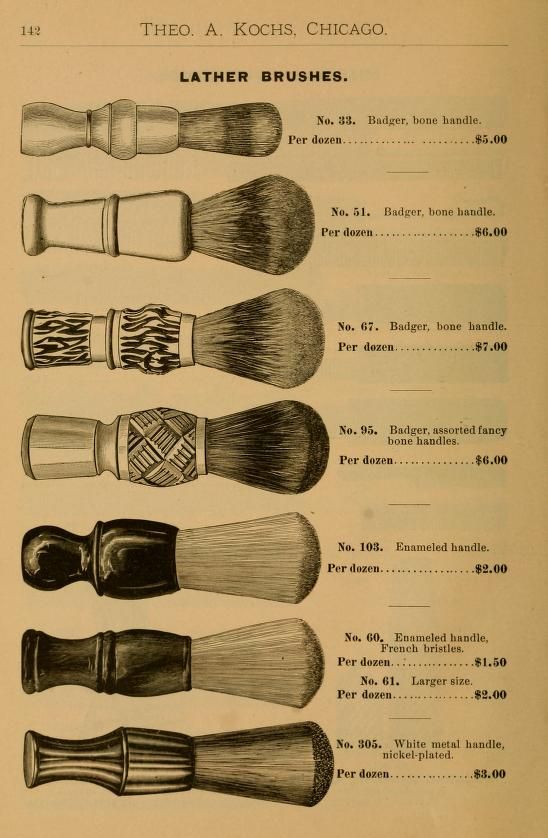 142
THEO. A. KOCHS, CHICAGO.
LATHER BRUSHES.
No. 33. Badger, bone handle.
Per dozen.............. ..........$5.00
No. 51. Badger, bone handle.
Per dozen....................$6.00
No. 67. Badger, bone handle.
Per dozen................$7.00
No. 95. Badger, assorted fancy
bone handles.
Per dozen................$6.00
No. 103. Enameled handle.
Per dozen...................$2.00
No. 60. Enameled handle,
French bristles.
Per dozen................$1.50
No. 61. Larger size.
Per dozen................$2.00
No. 305. White metal handle,
nickel-plated.
Per dozen................$3.00